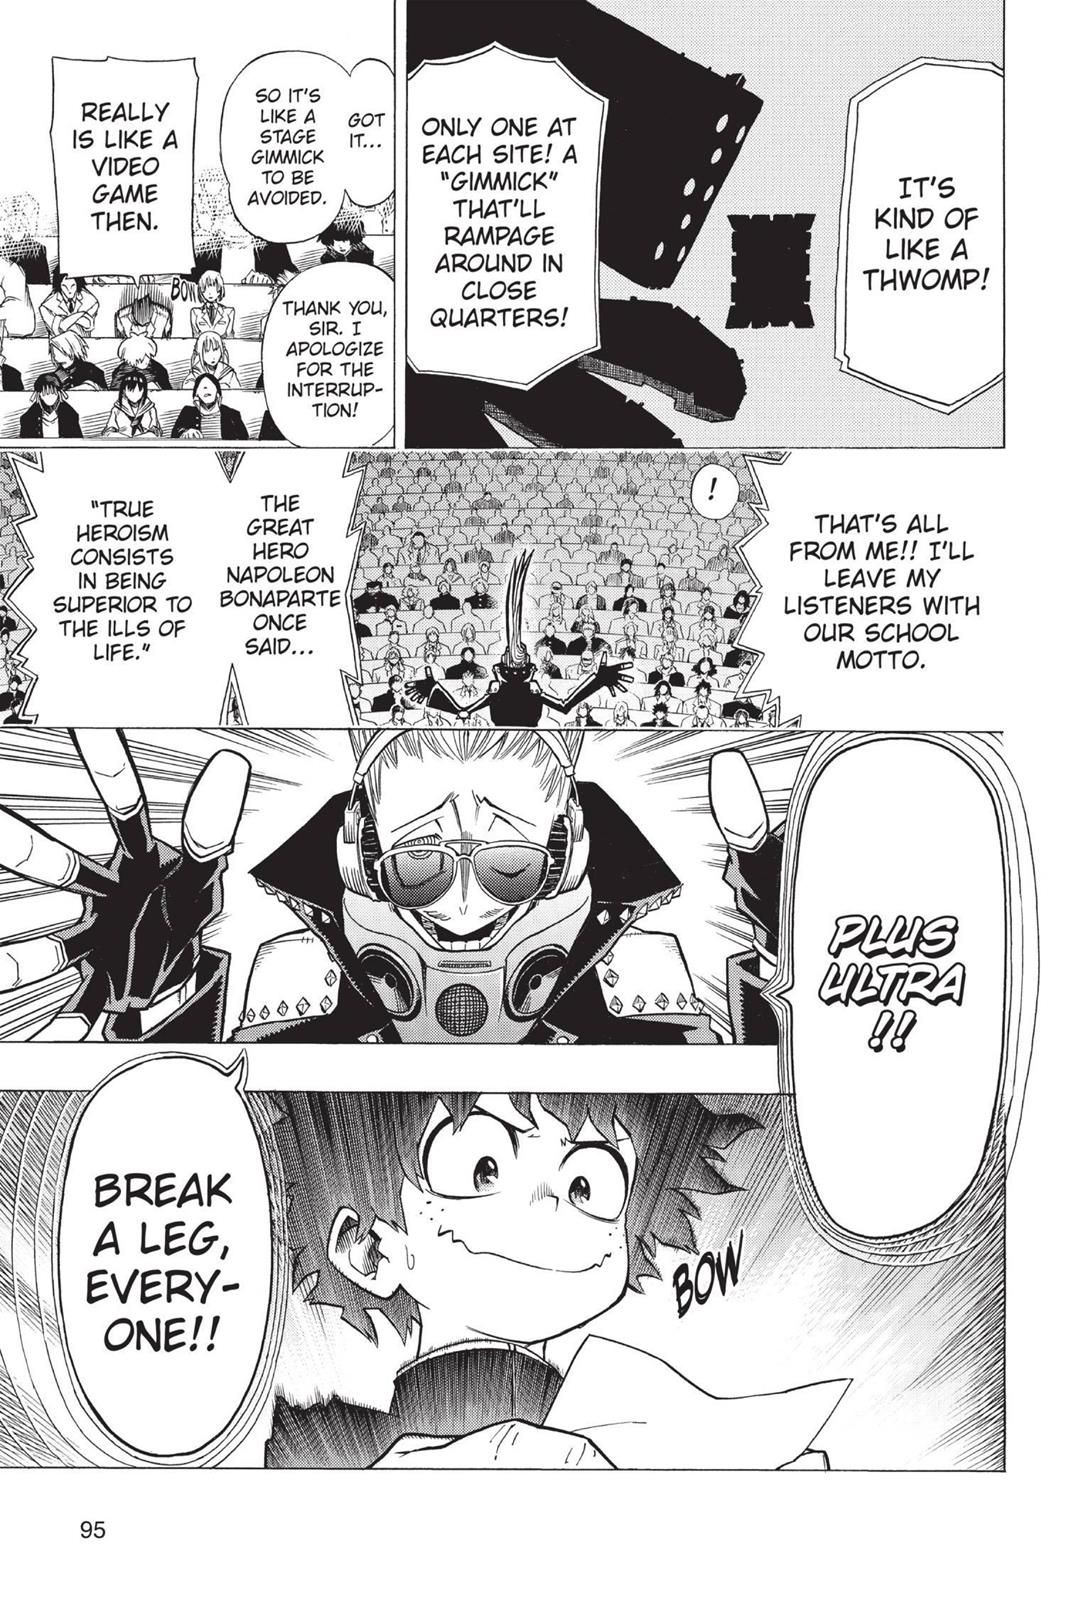 IT'S
KIND OF
LIKE A
THWOMP!
ONLY ONE AT
EACH SITE! A
"GIMMICK"
THAT'LL
RAMPAGE
AROUND IN
CLOSE
QUARTERS!
GOT
IT...
SO IT'S
LIKE A
STAGE
GIMMICK
TO BE
AVOIDED.
REALLY
IS LIKE A
VIDEO
GAME
THEN.
BOW
THANK YOU,
SIR. I
APOLOGIZE
FOR THE
INTERRUP-
TION!
THAT'S ALL
FROM ME!! I'LL
LEAVE MY
LISTENERS WITH
OUR SCHOOL
MOTTO.
!
THE
GREAT
HERO
NAPOLEON
BONAPARTE
ONCE
SAID...
"TRUE
HEROISM
CONSISTS
IN BEING
SUPERIOR TO
THE ILLS OF
LIFE."
PLUS
ULTRA
!!
BREAK
A LEG,
EVERY-
ONE!!
BOW
95